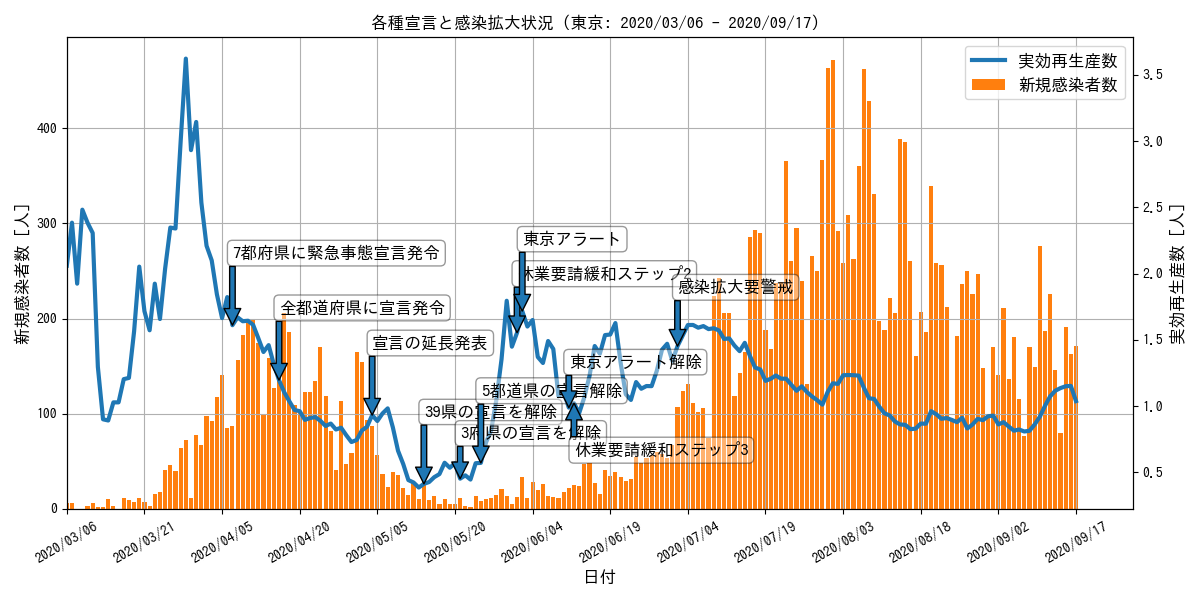 各種宣言と感染拡大状況 (東京: 2020/03/06 - 2020/09/17)
実効再生産数
新規感染者数
新規感染者数 [人]
400
300
200
100
0
3.5
3.0
2.5
2.0
1.5
1.0
0.5
実効再生産数 [人]
7都府県に緊急事態宣言発令
全都道府県に宣言発令
宣言の延長発表
39県の宣言を解除
3府県の宣言を解除
5都道県の宣言解除
休業要請緩和ステップ2
東京アラート
東京アラート解除
休業要請緩和ステップ3
感染拡大要警戒
2020/03/06
2020/03/21
2020/04/05
2020/04/20
2020/05/05
2020/05/20
2020/06/04
2020/06/19
2020/07/04
2020/07/19
2020/08/03
2020/08/18
2020/09/02
2020/09/17
日付